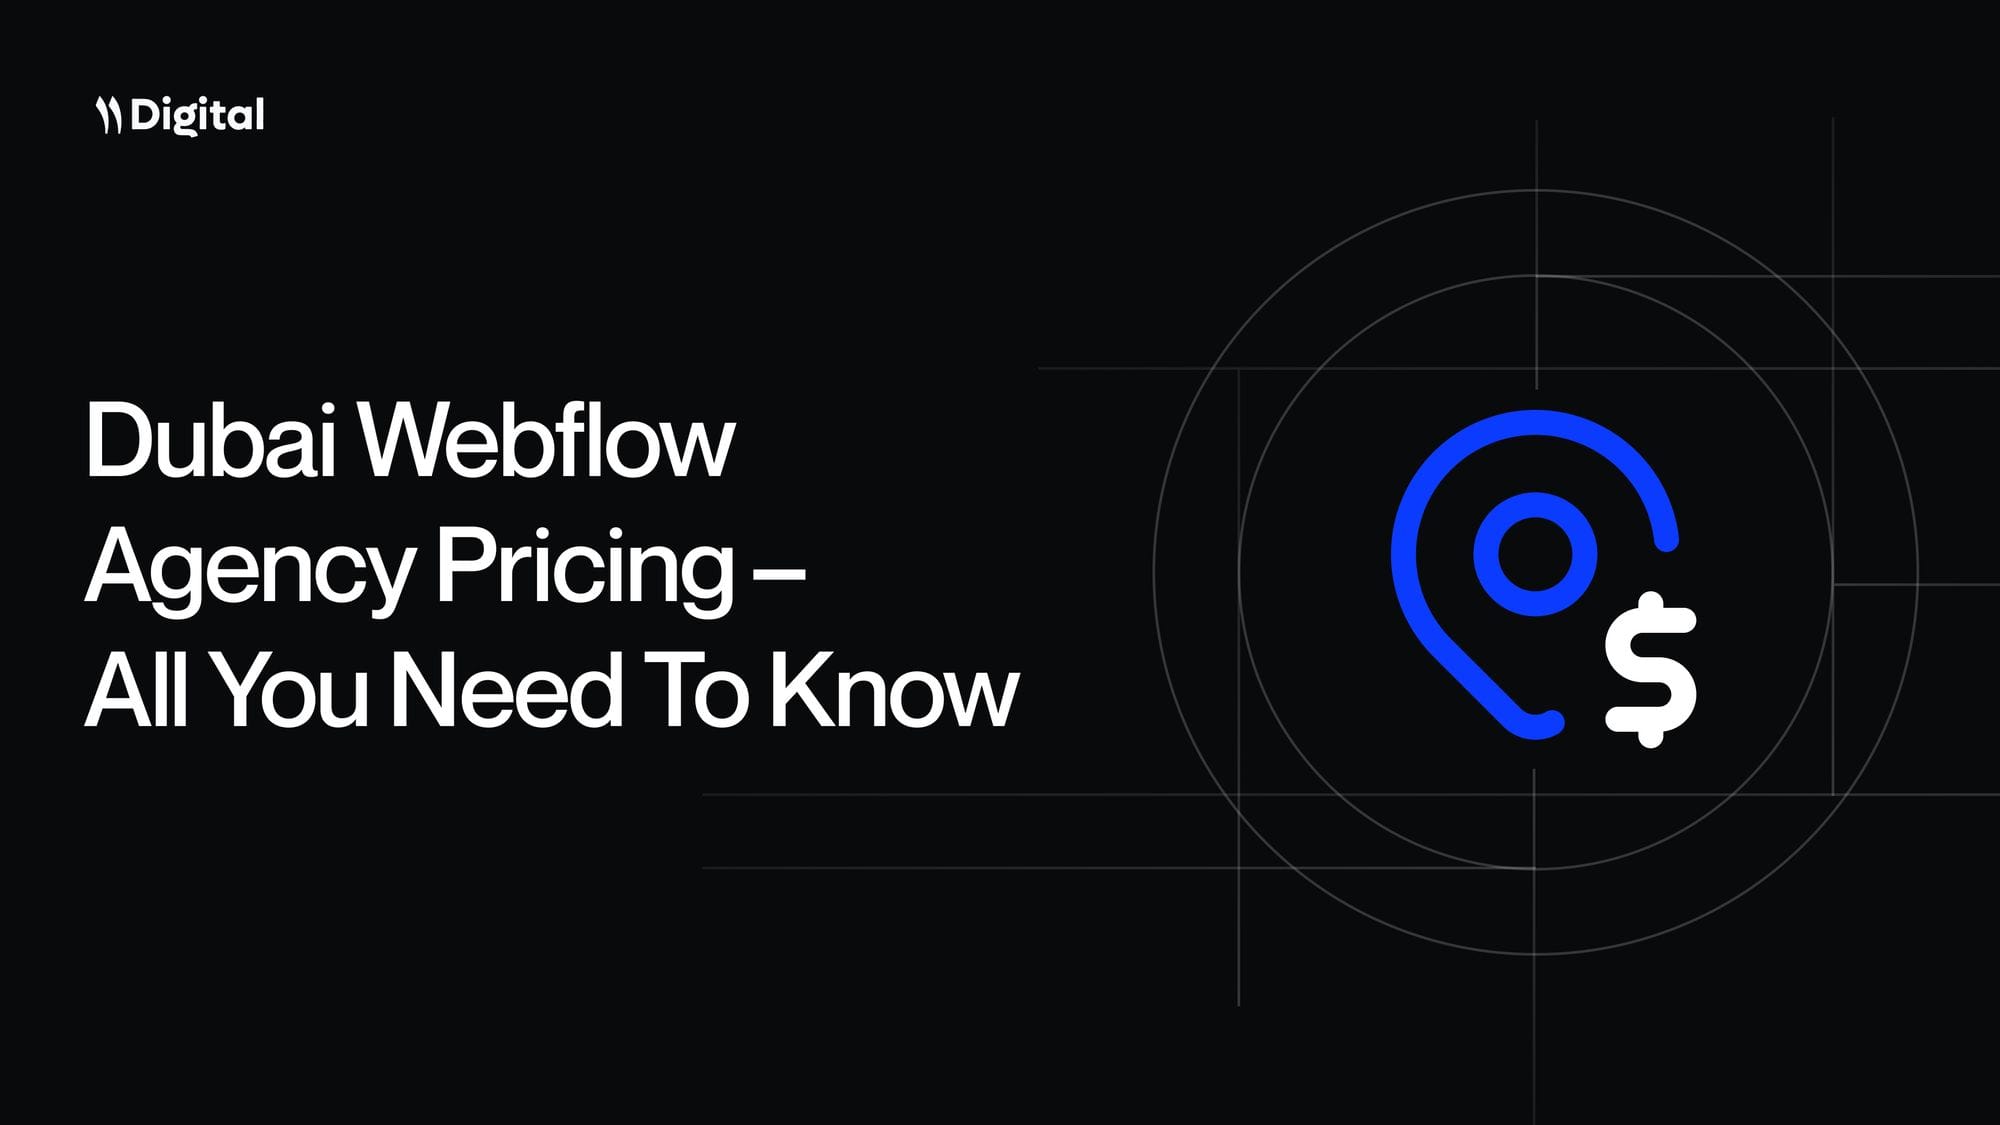 Digital
Dubai Webflow
Agency Pricing –
All You Need To Know
$